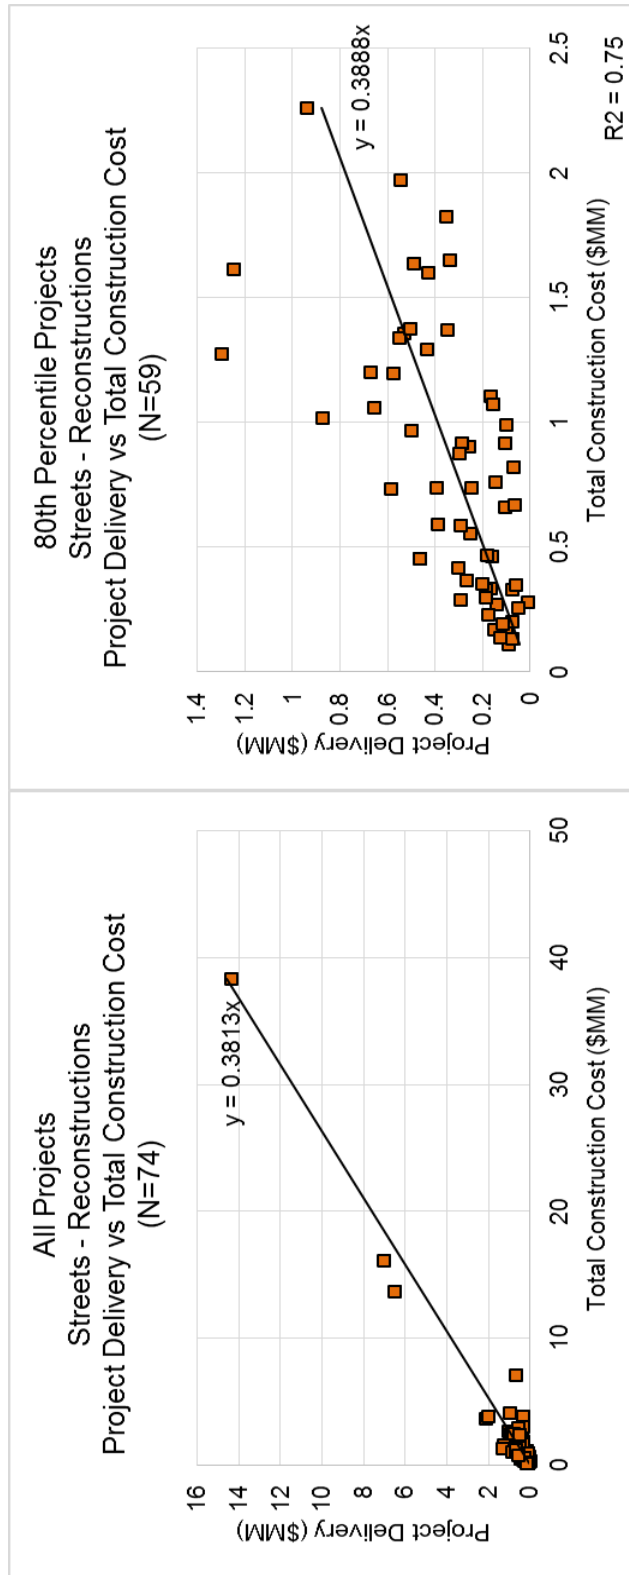 All Projects
Streets - Reconstructions
Project Delivery vs Total Construction Cost
(N=74)
Project Delivery ($MM)
16
14
12
10
8
6
4
2
0
y = 0.3813x
0
10
20
30
40
50
Total Construction Cost ($MM)
80th Percentile Projects
Streets - Reconstructions
Project Delivery vs Total Construction Cost
(N=59)
Project Delivery ($MM)
1.4
1.2
1
0.8
0.6
0.4
0.2
0
y = 0.3888x
0
0.5
1
1.5
2
2.5
Total Construction Cost ($MM)
R2 = 0.75